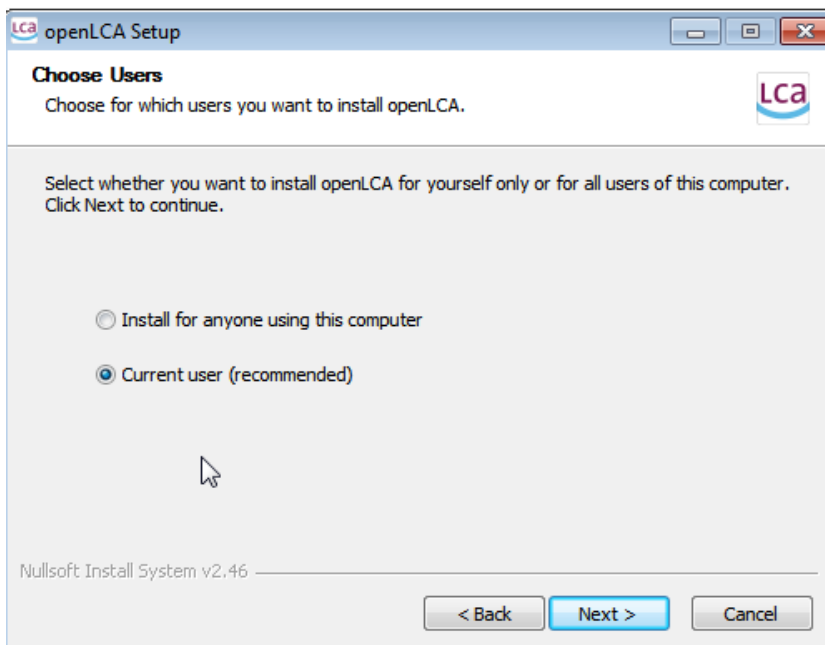 LCA openLCA Setup
Choose Users
Choose for which users you want to install openLCA.
LCa
Select whether you want to install openLCA for yourself only or for all users of this computer.
Click Next to continue.
Install for anyone using this computer
Current user (recommended)
Nullsoft Install System v2.46
< Back Next > Cancel